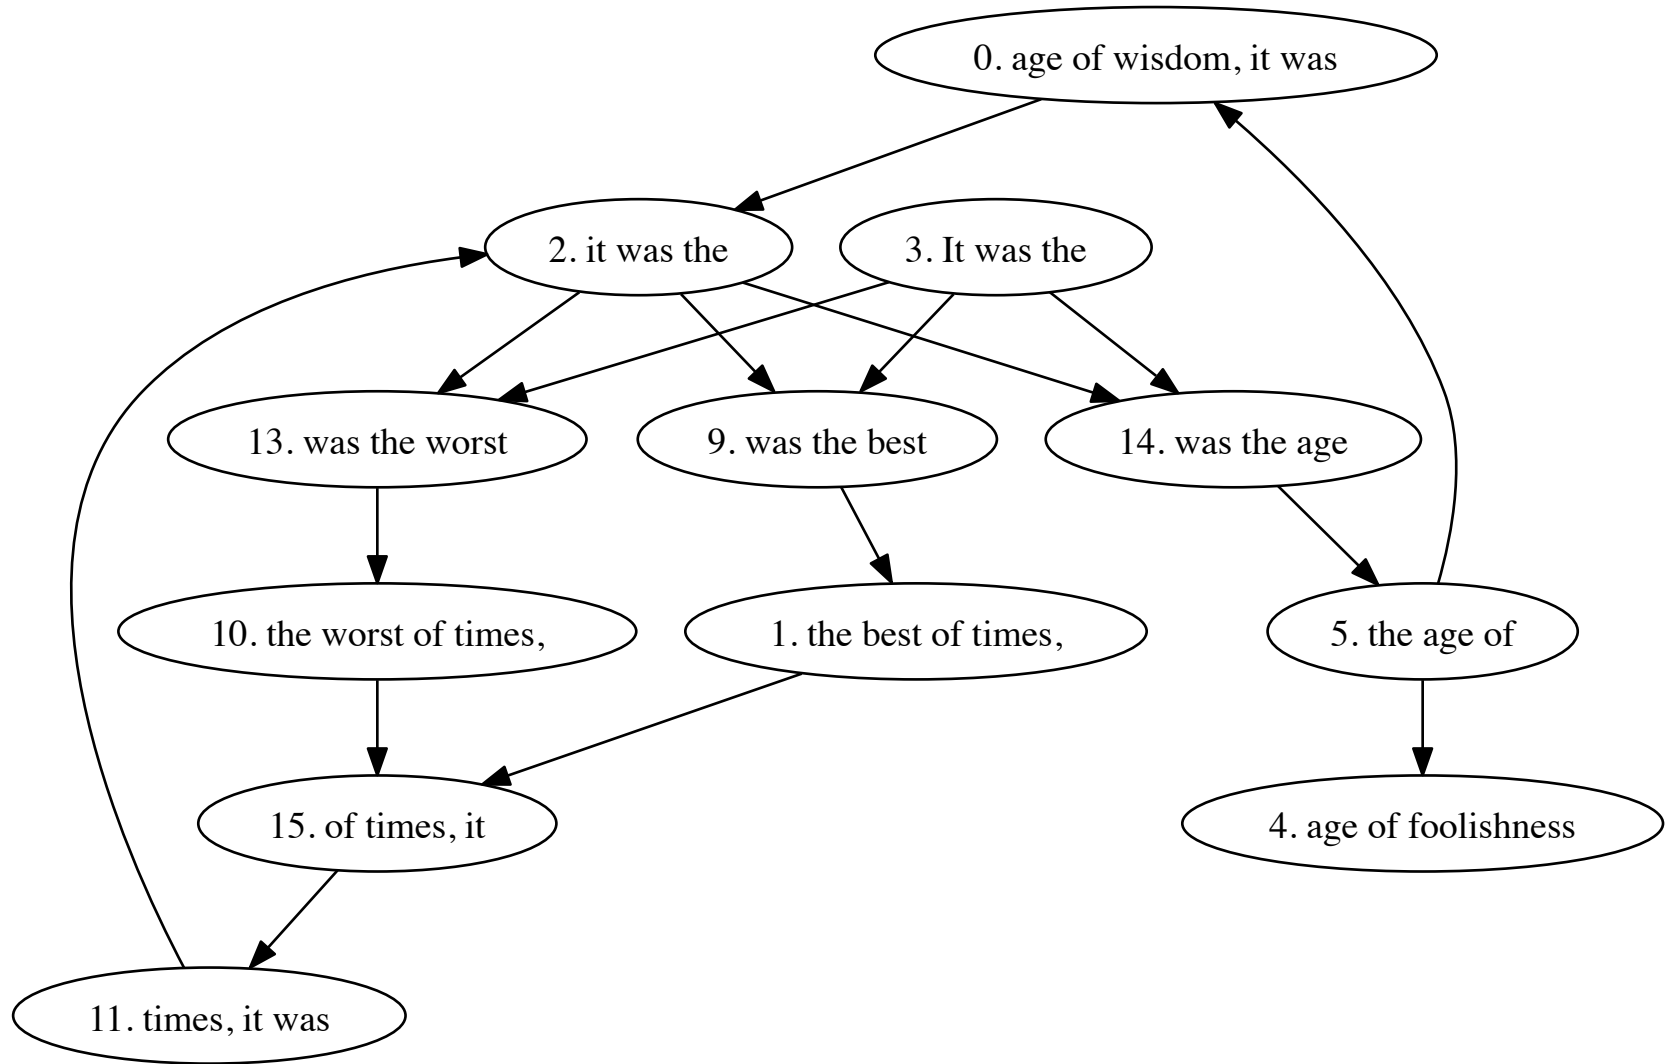 0. age of wisdom, it was
2. it was the
3. It was the
13. was the worst
9. was the best
14. was the age
10. the worst of times,
1. the best of times,
5. the age of
15. of times, it
4. age of foolishness
11. times, it was